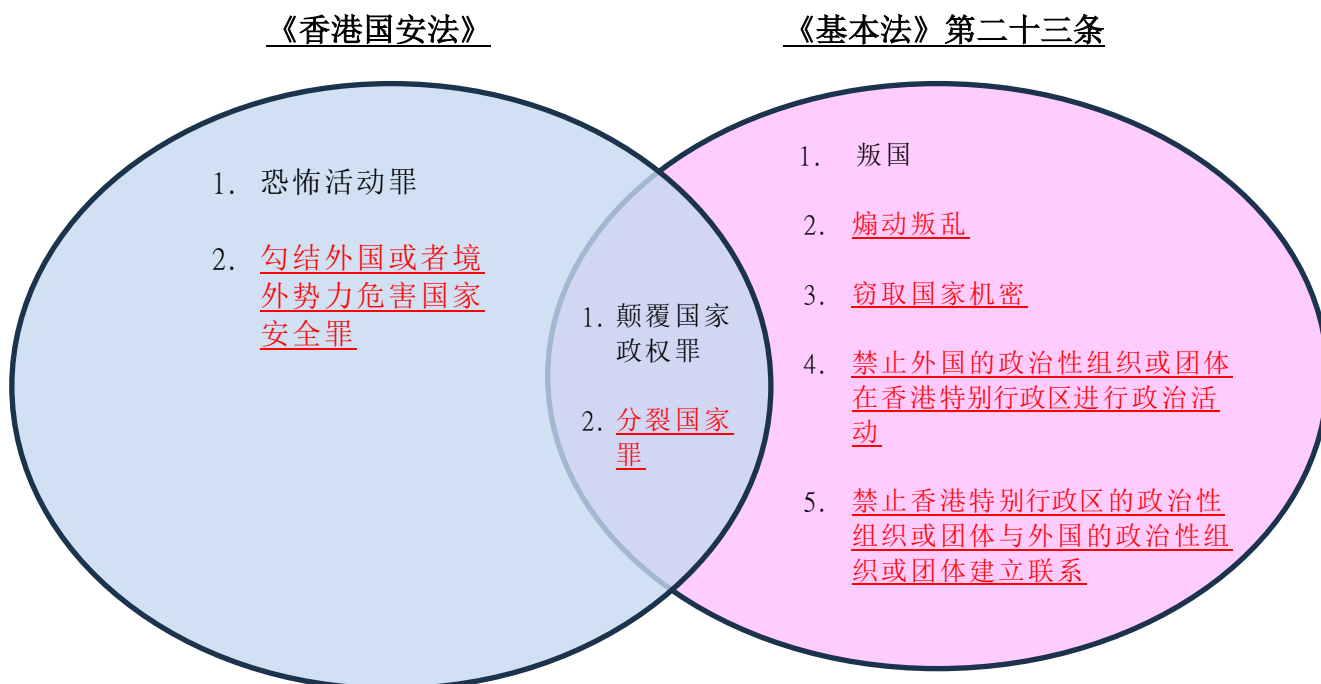 《香港国安法》
《基本法》第二十三条
1. 恐怖活动罪
2. 勾结外国或者境
外势力危害国家
安全罪
1. 颠覆国家
政权罪
2. 分裂国家
罪
1. 叛国
2. 煽动叛乱
3. 窃取国家机密
4. 禁止外国的政治性组织或团体
在香港特别行政区进行政治活
动
5. 禁止香港特别行政区的政治性
组织或团体与外国的政治性组
织或团体建立联系